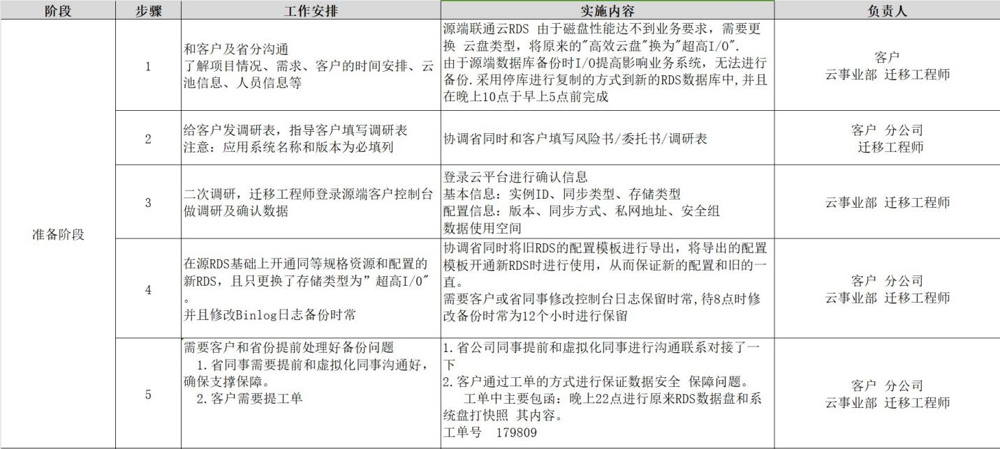 阶段 步骤 工作安排 实施内容 负责人
准备阶段
1
和客户及省分沟通
了解项目情况、需求、客户的时间安排、云
池信息、人员信息等
源端联通云RDS 由于磁盘性能达不到业务要求，需要更
换 云盘类型，将原来的"高效云盘"换为"超高I/O".
由于源端数据库备份时I/O提高影响业务系统，无法进行
备份.采用停库进行复制的方式到新的RDS数据库中,并且
在晚上10点于早上5点前完成
客户
云事业部 迁移工程师
2
给客户发调研表，指导客户填写调研表
注意：应用系统名称和版本为必填列
协调省同时和客户填写风险书/委托书/调研表
客户 分公司
迁移工程师
3
二次调研，迁移工程师登录源端客户控制台
做调研及确认数据
登录云平台进行确认信息
基本信息：实例ID、同步类型、存储类型
配置信息：版本、同步方式、私网地址、安全组
数据使用空间
云事业部 迁移工程师
4
在源RDS基础上开通同等规格资源和配置的
新RDS，且只更换了存储类型为”超高I/O"
。
并且修改Binlog日志备份时常
协调省同时将旧RDS的配置模板进行导出，将导出的配置
模板开通新RDS时进行使用，从而保证新的配置和旧的一
直。
需要客户或省同事修改控制台日志保留时常,待8点时修
改备份时常为12个小时进行保留
客户 分公司
云事业部 迁移工程师
5
需要客户和省份提前处理好备份问题
1.省同事需要提前和虚拟化同事沟通好，
确保支撑保障。
2.客户需要提工单
1.省公司同事提前和虚拟化同事进行沟通联系对接了一
下
2.客户通过工单的方式进行保证数据安全 保障问题。
工单中主要包函：晚上22点进行原来RDS数据盘和系
统盘打快照 其内容。
工单号 179809
客户 分公司
云事业部 迁移工程师